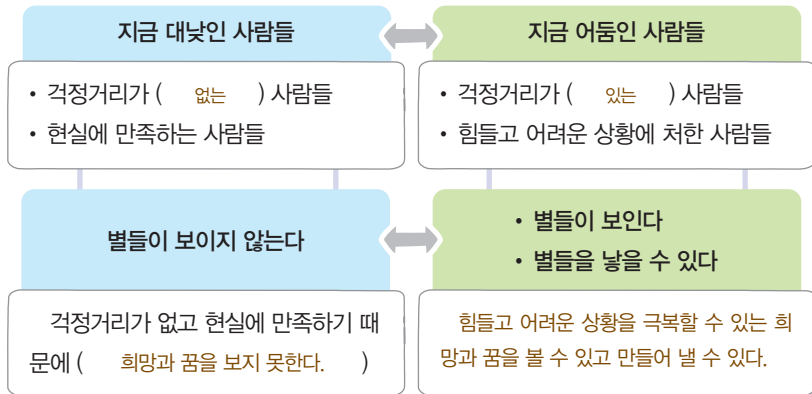 지금 대낮인 사람들
지금 어둠인 사람들
• 걱정거리가 ( 없는 ) 사람들
• 현실에 만족하는 사람들
• 걱정거리가 ( 있는 ) 사람들
• 힘들고 어려운 상황에 처한 사람들
별들이 보이지 않는다
• 별들이 보인다
• 별들을 낳을 수 있다
걱정거리가 없고 현실에 만족하기 때
문에 ( 희망과 꿈을 보지 못한다. )
힘들고 어려운 상황을 극복할 수 있는 희
망과 꿈을 볼 수 있고 만들어 낼 수 있다.